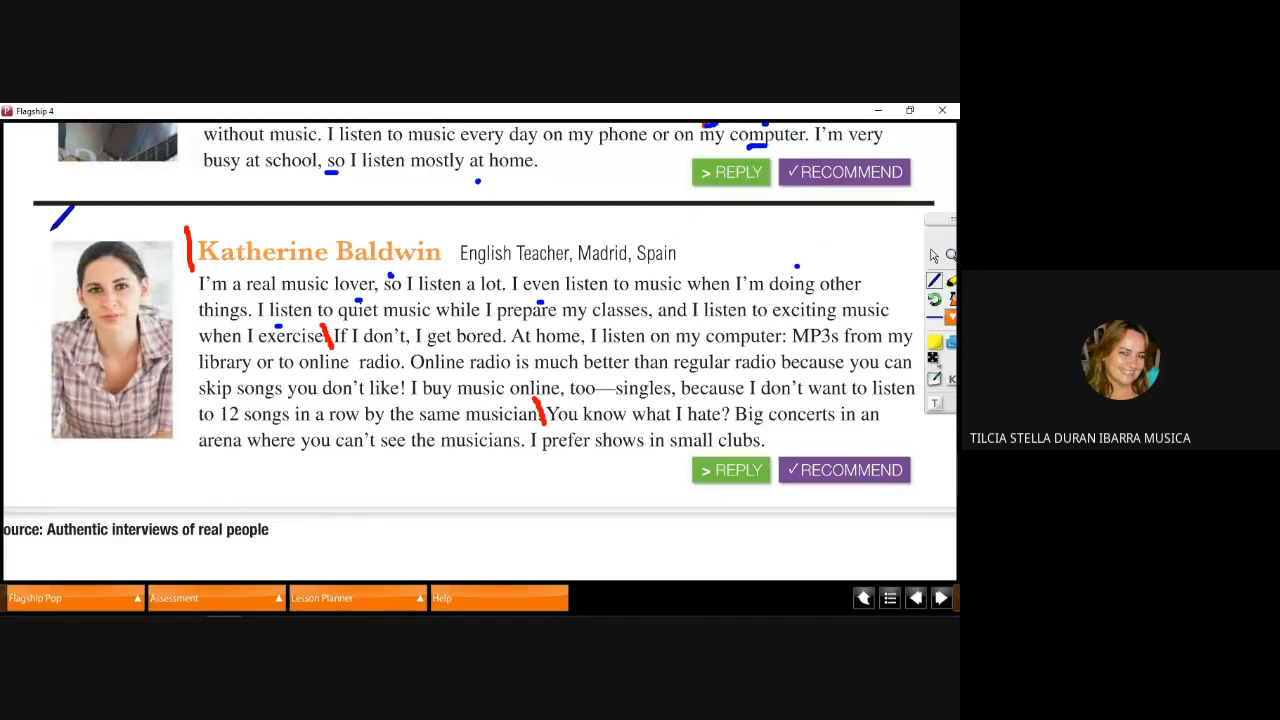 Flagship 4
without music. I listen to music every day on my phone or on my computer. I'm very
busy at school, so I listen mostly at home.
> REPLY
✓RECOMMEND
Katherine Baldwin English Teacher, Madrid, Spain
I'm a real music lover, so I listen a lot. I even listen to music when I'm doing other
things. I listen to quiet music while I prepare my classes, and I listen to exciting music
when I exercise. If I don't, I get bored. At home, I listen on my computer: MP3s from my
library or to online radio. Online radio is much better than regular radio because you can
skip songs you don't like! I buy music online, too—singles, because I don't want to listen
to 12 songs in a row by the same musician. You know what I hate? Big concerts in an
arena where you can't see the musicians. I prefer shows in small clubs.
> REPLY
✓RECOMMEND
ource: Authentic interviews of real people
Flagship Pop
Assessment
Lesson Planner
Help
T
TILCIA STELLA DURAN IBARRA MUSICA